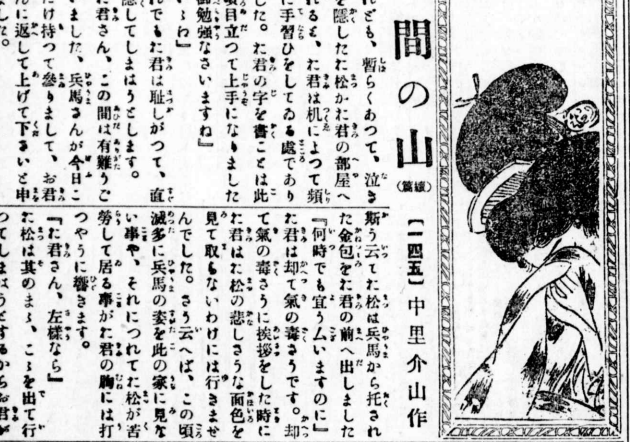 間の山
(續篇)
【一四五】中里介山作
れども、暫らくあつて、泣き
を隱したお松がお君の部屋へ
れると、お君は机によつて頻
に手習ひをしてゐる處であり
した。お君の字を書くことは此
頃目立つて上手になりました
御勉強なさいますね』
わ』
れでもお君は耻しがつて、直
隱してしまはうとします。
お君さん、この間は有難うご
いました、兵馬さんが今日こ
だけ持つて參りまして、お君
んに返して上げて下さいと申
ました。
斯う云てお松は兵馬から托され
た金包をお君の前へ出しました
『何時でも宜う厶いますのに』
お君は却て氣の毒さうです。却
て氣の毒さうに挨拶をした時に
お君はお松の悲しさうな面色を
見て取らないわけには行きませ
んでした。さう云へば、この頃
滅多に兵馬の姿を此の家に見な
い事や、それにつれてお松が苦
勞して居る事がお君の胸には打
つやうに響きます。
『お君さん、左樣なら』
お松は其のまゝ、こゝを出て行
つてしまはうとするからお君が